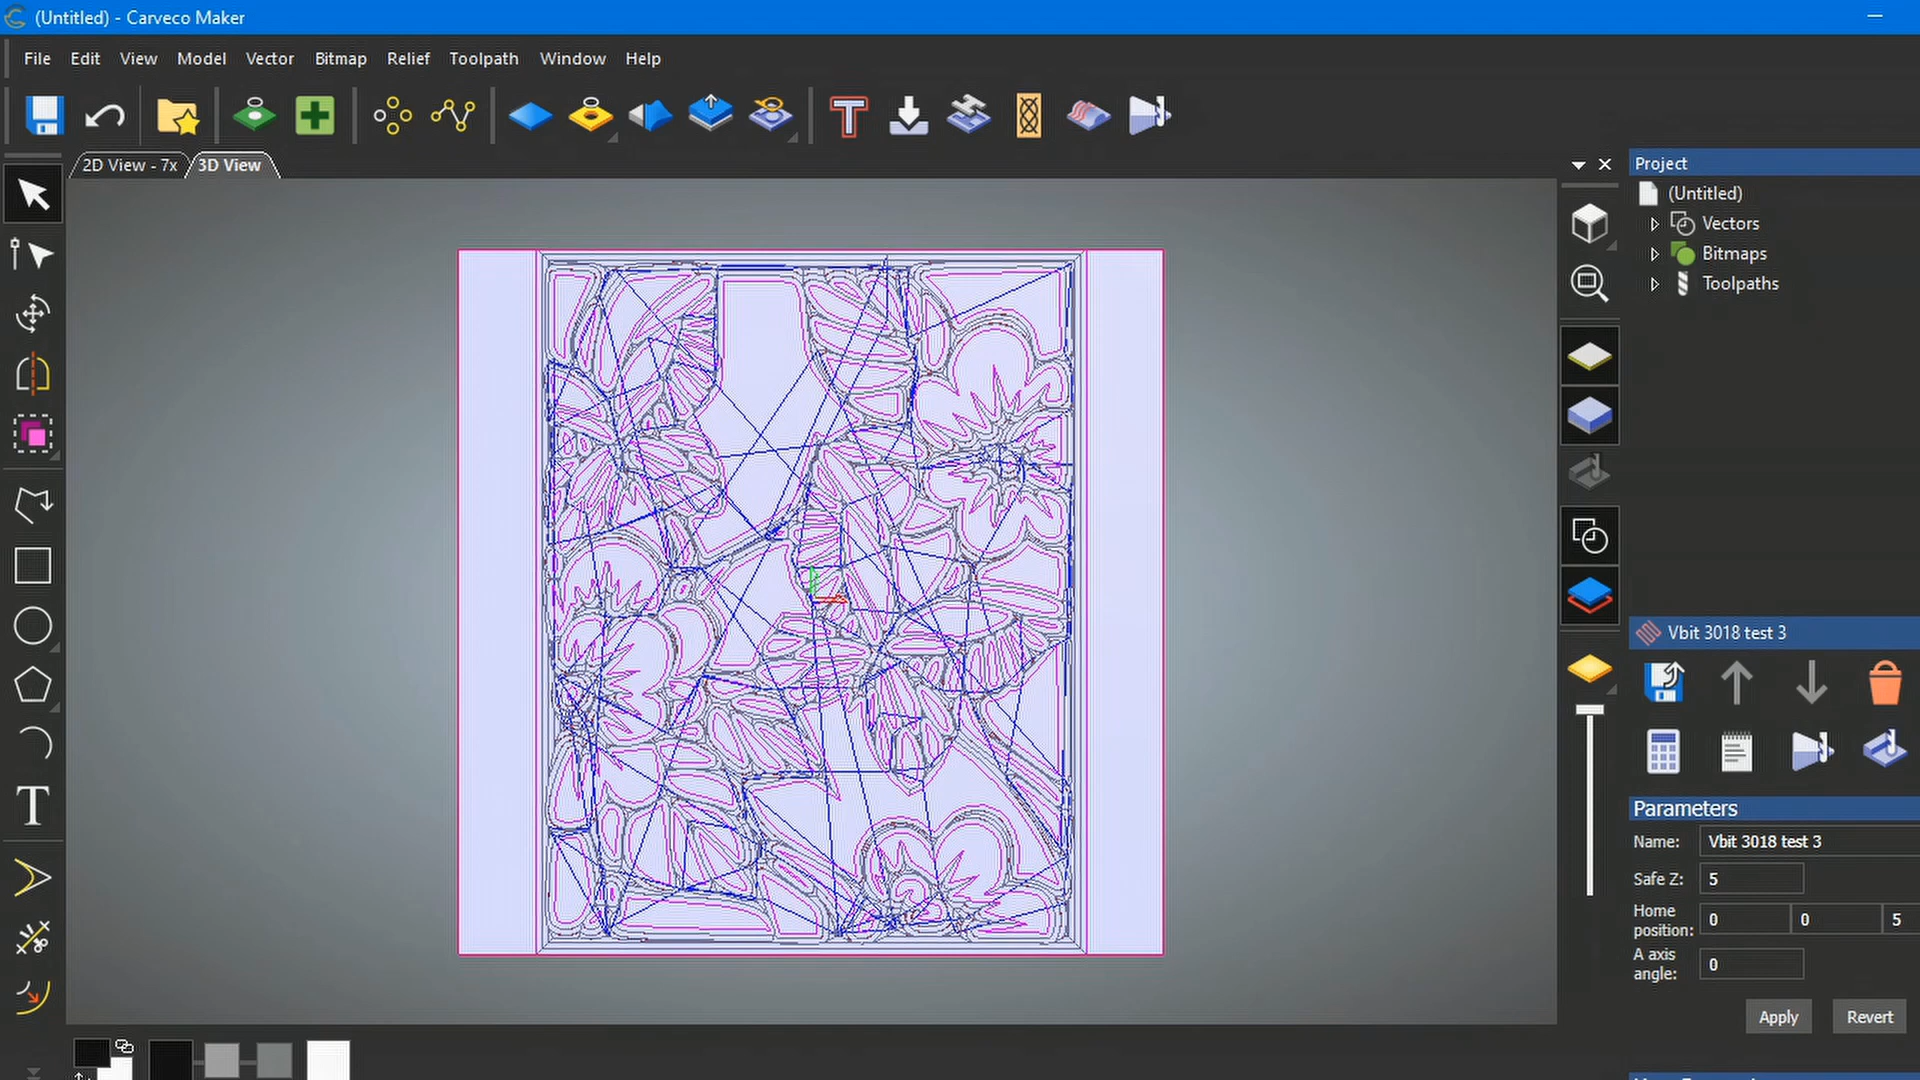 (Untitled) - Carveco Maker
File Edit View Model Vector Bitmap Relief Toolpath Window Help
2D View - 7x 3D View
Project
(Untitled)
Vectors
Bitmaps
Toolpaths
Vbit 3018 test 3
Parameters
Name: Vbit 3018 test 3
Safe Z: 5
Home position: 0 0 5
A axis angle: 0
Apply Revert